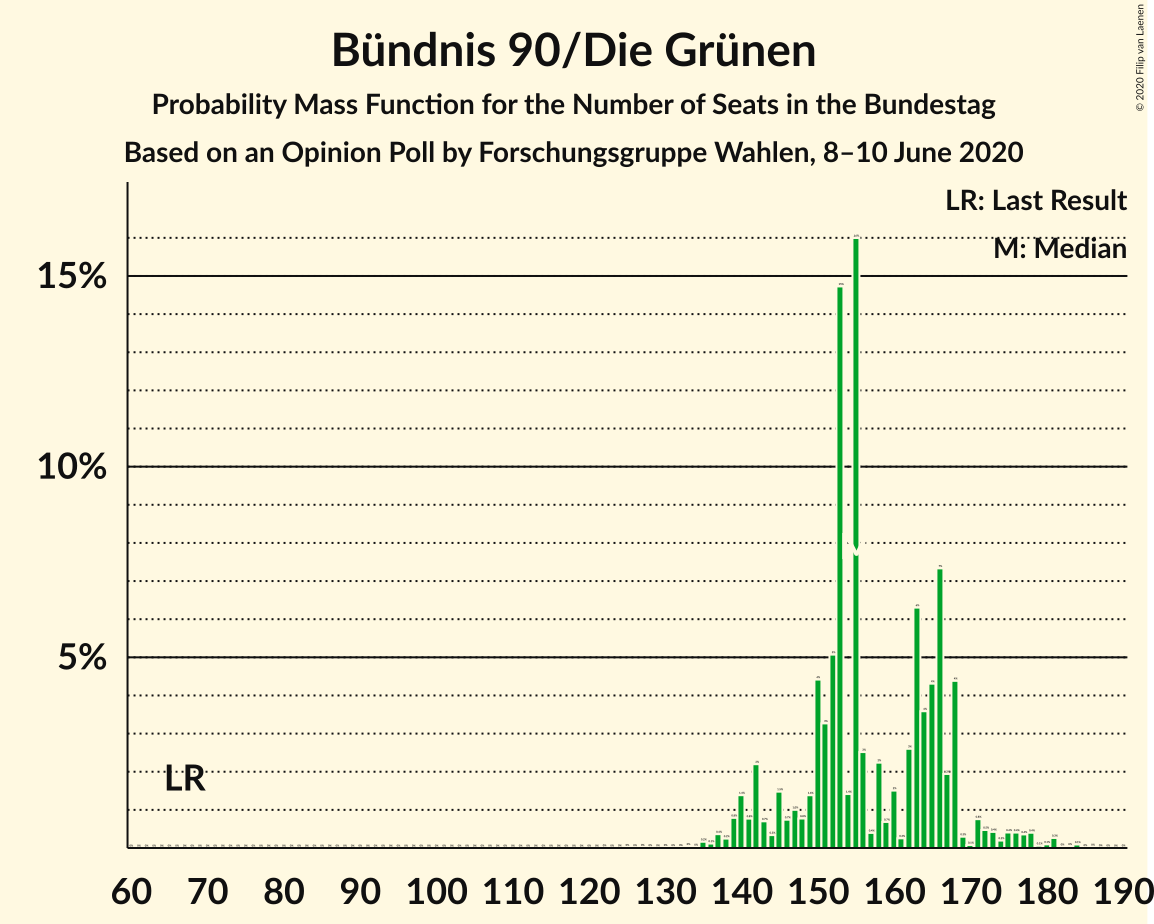 Bündnis 90/Die Grünen
Probability Mass Function for the Number of Seats in the Bundestag
Based on an Opinion Poll by Forschungsgruppe Wahlen, 8–10 June 2020
© 2020 Filip van Laenen
LR: Last Result
M: Median
15%
10%
5%
LR
60 70 80 90 100 110 120 130 140 150 160 170 180 190